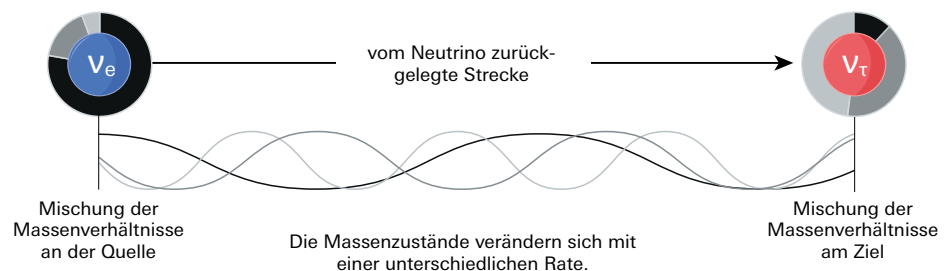 νe
vom Neutrino zurück-
gelegte Strecke
ντ
Mischung der
Massenverhältnisse
an der Quelle
Die Massenzustände verändern sich mit
einer unterschiedlichen Rate.
Mischung der
Massenverhältnisse
am Ziel